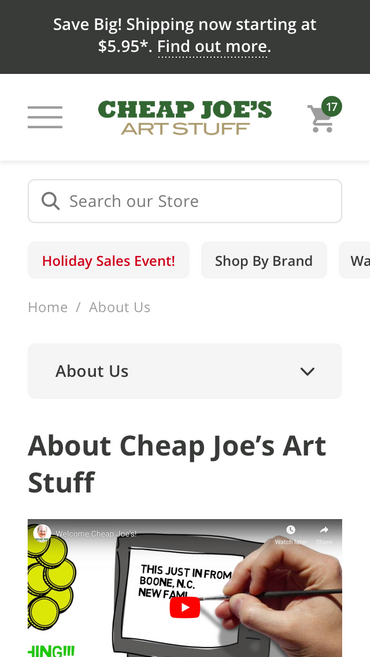 Save Big! Shipping now starting at
$5.95*. Find out more.
CHEAP JOE'S
ART STUFF
17
Search our Store
Holiday Sales Event!
Shop By Brand
Wa
Home / About Us
About Us
About Cheap Joe's Art
Stuff
Welcome Cheap Joe's!
Watch later
Share
THIS JUST IN FROM
BOONE, N.C.
NEW FAMI
HING!!!